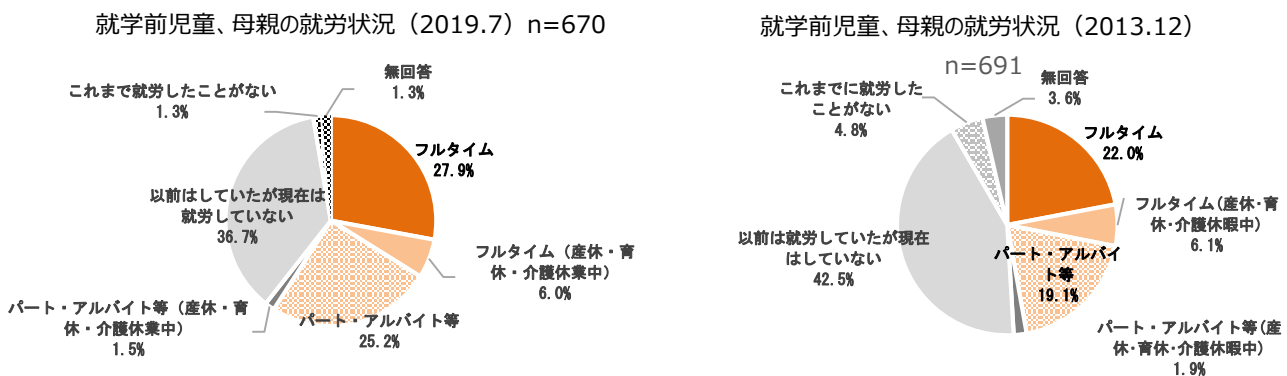 就学前児童、母親の就労状況（2019.7）n=670
無回答
1.3%
これまで就労したことがない
1.3%
フルタイム
27.9%
以前はしていたが現在は
就労していない
36.7%
フルタイム（産休・育
休・介護休業中）
6.0%
パート・アルバイト等（産休・育
休・介護休業中）
1.5%
パート・アルバイト等
25.2%
就学前児童、母親の就労状況（2013.12）
n=691
無回答
3.6%
これまでに就労した
ことがない
4.8%
フルタイム
22.0%
フルタイム(産休･育
休･介護休暇中)
6.1%
以前は就労していたが現在
はしていない
42.5%
パート・アルバイ
ト等
19.1%
パート・アルバイト等(産
休･育休･介護休暇中)
1.9%